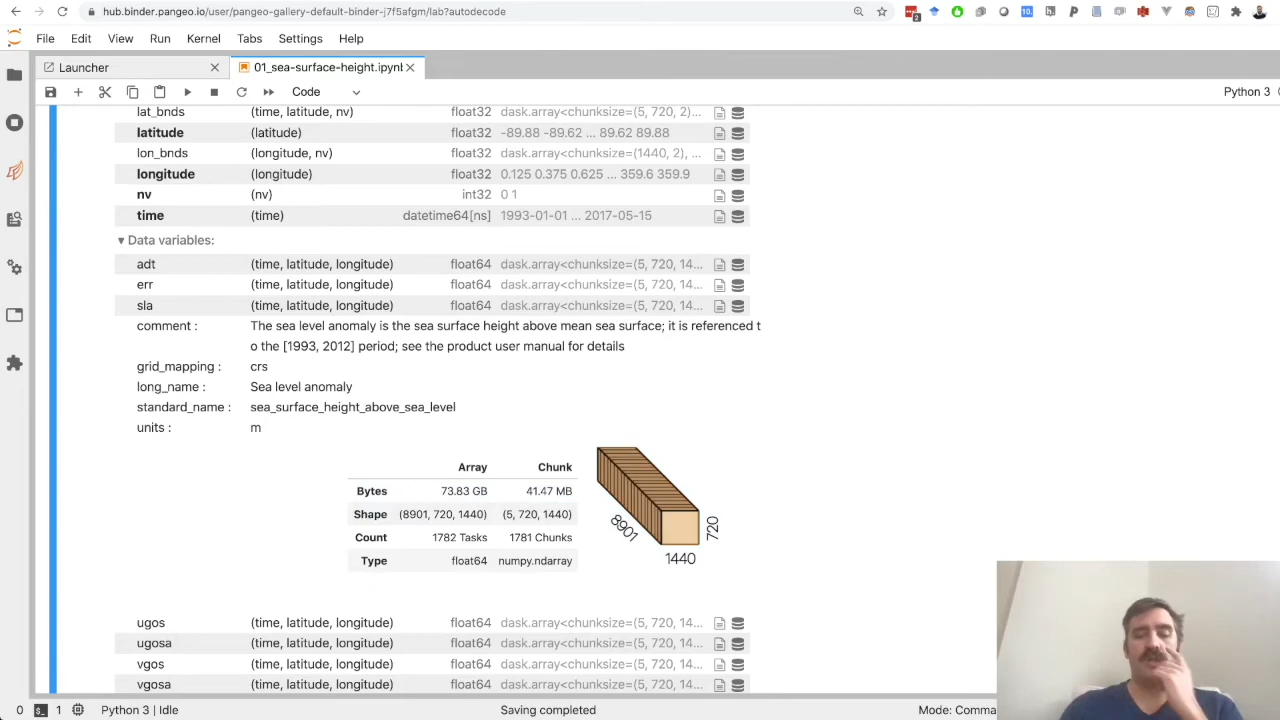 hub.binder.pangeo.io/user/pangeo-gallery-default-binder-j7f5afgm/lab?autodecode
2
10.
File Edit View Run Kernel Tabs Settings Help
Launcher 01_sea-surface-height.ipynb
Code Python 3
lat_bnds (time, latitude, nv) float32 dask.array<chunksize=(5, 720, 2)...
latitude (latitude) float32 -89.88 -89.62 ... 89.62 89.88
lon_bnds (longitude, nv) float32 dask.array<chunksize=(1440, 2), ...
longitude (longitude) float32 0.125 0.375 0.625 ... 359.6 359.9
nv (nv) int32 0 1
time (time) datetime64[ns] 1993-01-01 ... 2017-05-15
▾ Data variables:
adt (time, latitude, longitude) float64 dask.array<chunksize=(5, 720, 14...
err (time, latitude, longitude) float64 dask.array<chunksize=(5, 720, 14...
sla (time, latitude, longitude) float64 dask.array<chunksize=(5, 720, 14...
comment : The sea level anomaly is the sea surface height above mean sea surface; it is referenced t
o the [1993, 2012] period; see the product user manual for details
grid_mapping : crs
long_name : Sea level anomaly
standard_name : sea_surface_height_above_sea_level
units : m
Array Chunk
Bytes 73.83 GB 41.47 MB
Shape (8901, 720, 1440) (5, 720, 1440)
Count 1782 Tasks 1781 Chunks
Type float64 numpy.ndarray
8901
720
1440
ugos (time, latitude, longitude) float64 dask.array<chunksize=(5, 720, 14...
ugosa (time, latitude, longitude) float64 dask.array<chunksize=(5, 720, 14...
vgos (time, latitude, longitude) float64 dask.array<chunksize=(5, 720, 14...
vgosa (time, latitude, longitude) float64 dask.array<chunksize=(5, 720, 14...
0 1 Python 3 | Idle Saving completed Mode: Comma